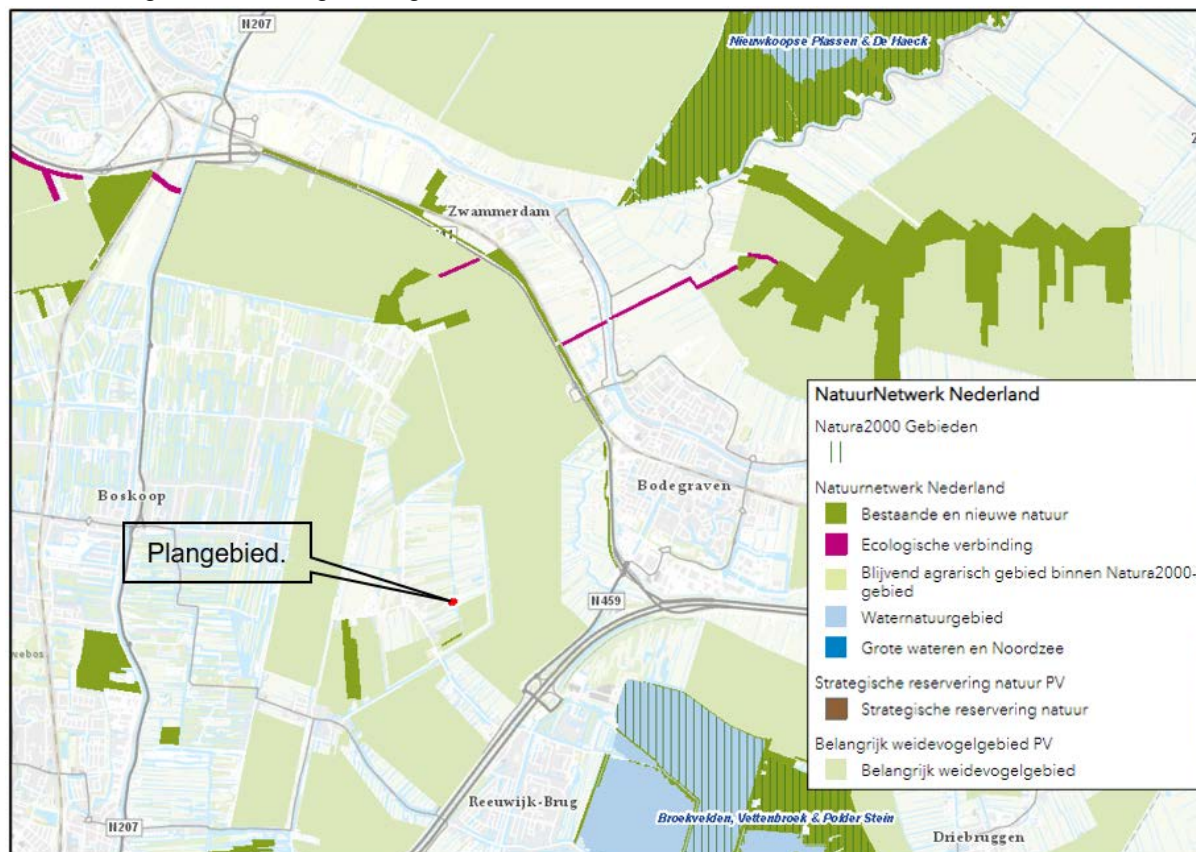 N207
Nieuwkoopse Plassen & De Haeck
Zwammerdam
Boskoop
Bodegraven
Plangebied.
N459
Reeuwijk-Brug
N207
Broekvelden, Vettenbroek & Polder Stein
Driebruggen
NatuurNetwerk Nederland
Natura2000 Gebieden
Natuurnetwerk Nederland
Bestaande en nieuwe natuur
Ecologische verbinding
Blijvend agrarisch gebied binnen Natura2000-
gebied
Waternatuurgebied
Grote wateren en Noordzee
Strategische reservering natuur PV
Strategische reservering natuur
Belangrijk weidevogelgebied PV
Belangrijk weidevogelgebied